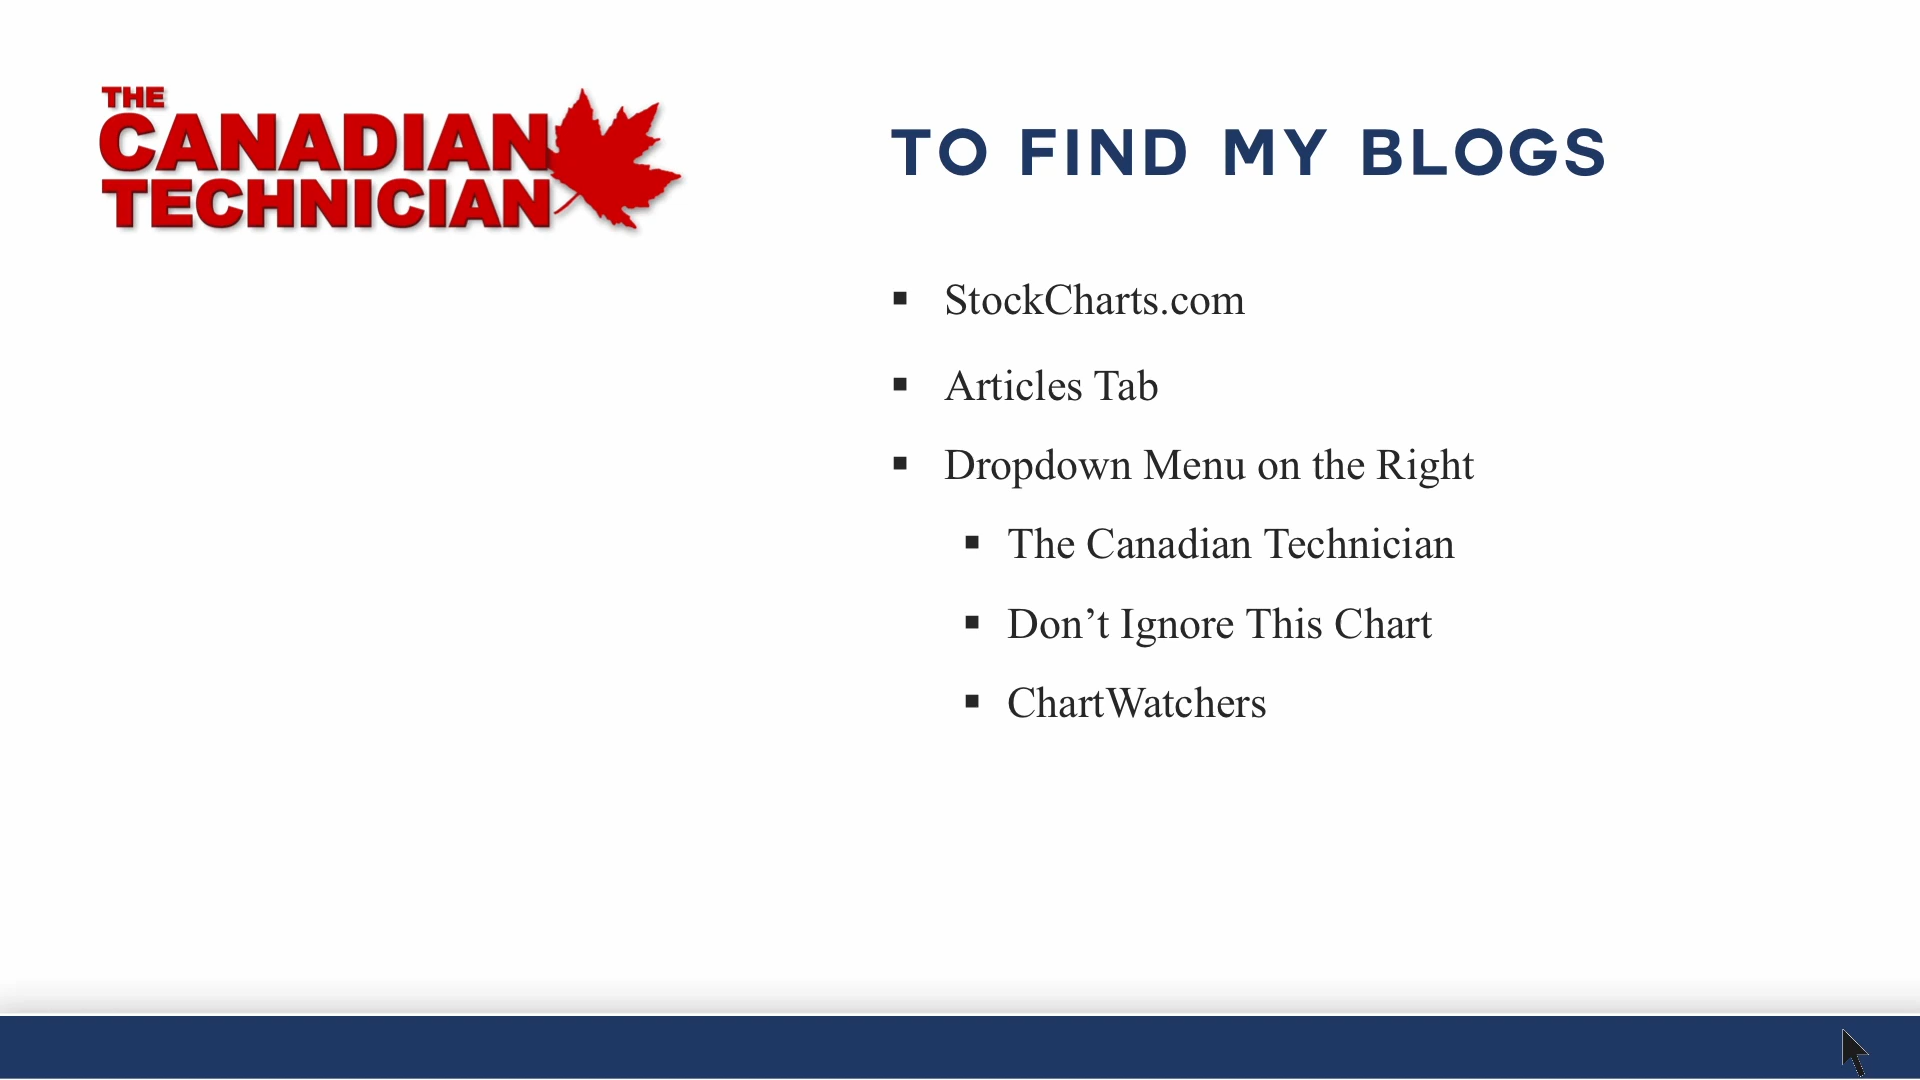 THE
CANADIAN
TECHNICIAN
TO FIND MY BLOGS
StockCharts.com
Articles Tab
Dropdown Menu on the Right
The Canadian Technician
Don’t Ignore This Chart
ChartWatchers